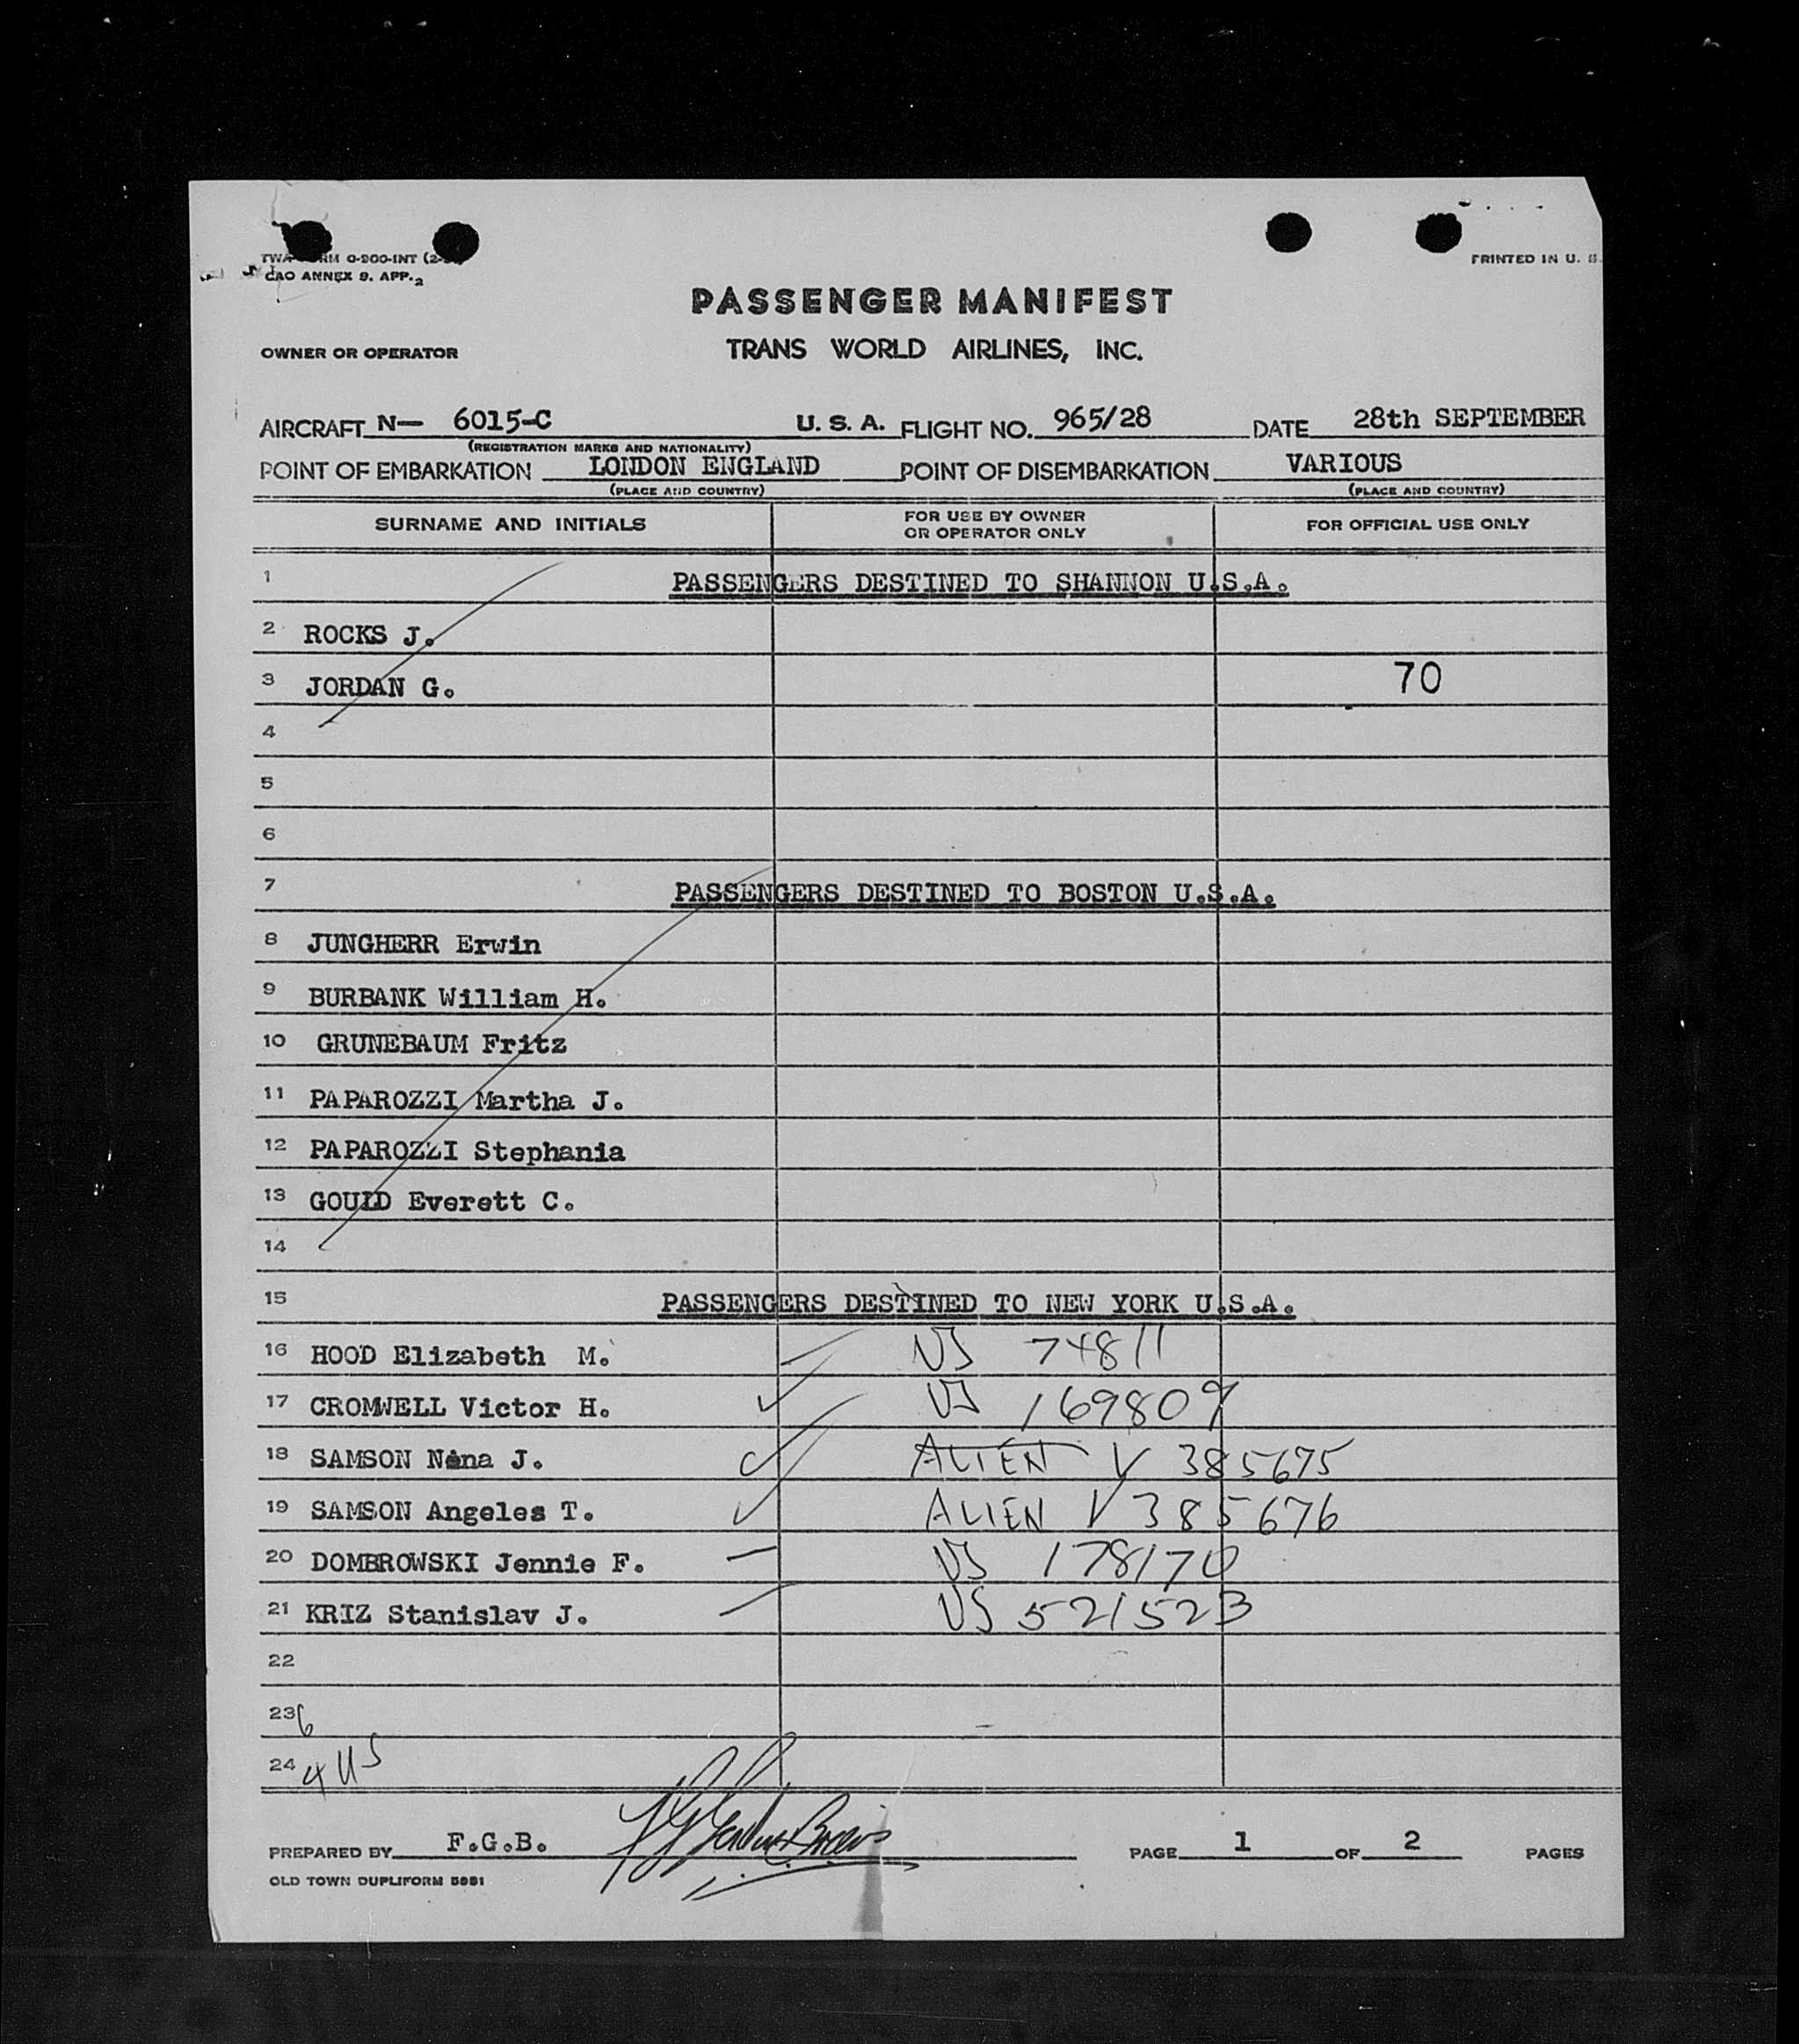 TWA FORM O-900-INT (2-
CAO ANNEX 9. APP. 2
PRINTED IN U. S.
PASSENGER MANIFEST
OWNER OR OPERATOR TRANS WORLD AIRLINES, INC.
AIRCRAFT N— 6015-C U. S. A. FLIGHT NO. 965/28 DATE 28th SEPTEMBER
(REGISTRATION MARKS AND NATIONALITY)
POINT OF EMBARKATION LONDON ENGLAND POINT OF DISEMBARKATION VARIOUS
(PLACE AND COUNTRY) (PLACE AND COUNTRY)
SURNAME AND INITIALS FOR USE BY OWNER OR OPERATOR ONLY FOR OFFICIAL USE ONLY
1 PASSENGERS DESTINED TO SHANNON U.S.A.
2 ROCKS J.
3 JORDAN G. 70
4
5
6
7 PASSENGERS DESTINED TO BOSTON U.S.A.
8 JUNGHERR Erwin
9 BURBANK William H.
10 GRUNEBAUM Fritz
11 PAPAROZZI Martha J.
12 PAPAROZZI Stephania
13 GOULD Everett C.
14
15 PASSENGERS DESTINED TO NEW YORK U.S.A.
16 HOOD Elizabeth M. US 74811
17 CROMWELL Victor H. US 169809
18 SAMSON Nena J. ALIEN V 385675
19 SAMSON Angeles T. ALIEN V 385676
20 DOMBROWSKI Jennie F. US 178170
21 KRIZ Stanislav J. US 521523
22
23 6
24 4 US
PREPARED BY F.G.B. PAGE 1 OF 2 PAGES
OLD TOWN DUPLIFORM 5881